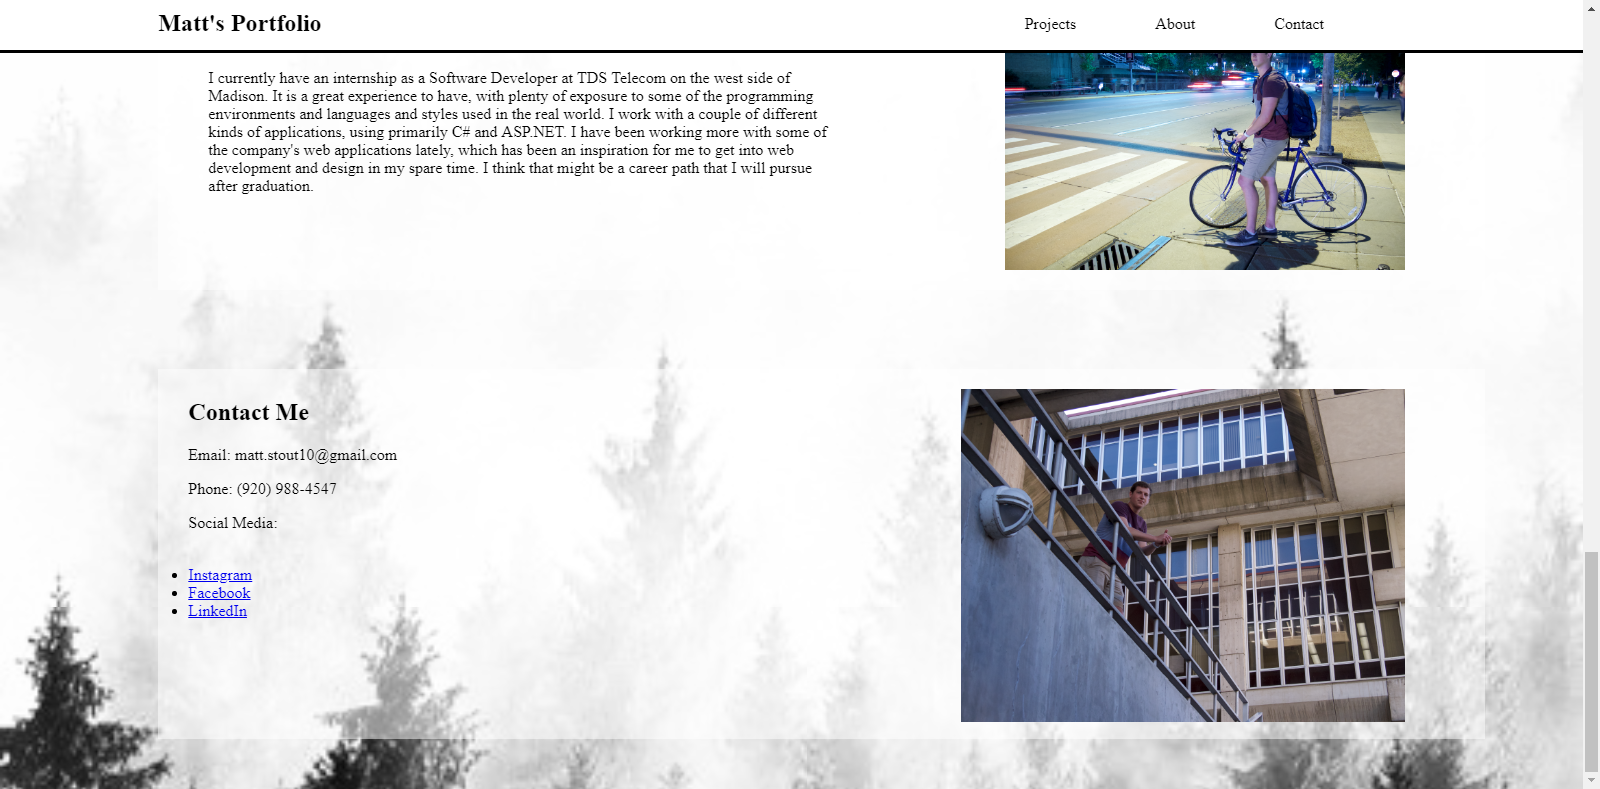 Matt's Portfolio
Projects About Contact
I currently have an internship as a Software Developer at TDS Telecom on the west side of
Madison. It is a great experience to have, with plenty of exposure to some of the programming
environments and languages and styles used in the real world. I work with a couple of different
kinds of applications, using primarily C# and ASP.NET. I have been working more with some of
the company's web applications lately, which has been an inspiration for me to get into web
development and design in my spare time. I think that might be a career path that I will pursue
after graduation.
Contact Me
Email: matt.stout10@gmail.com
Phone: (920) 988-4547
Social Media:
Instagram
Facebook
LinkedIn